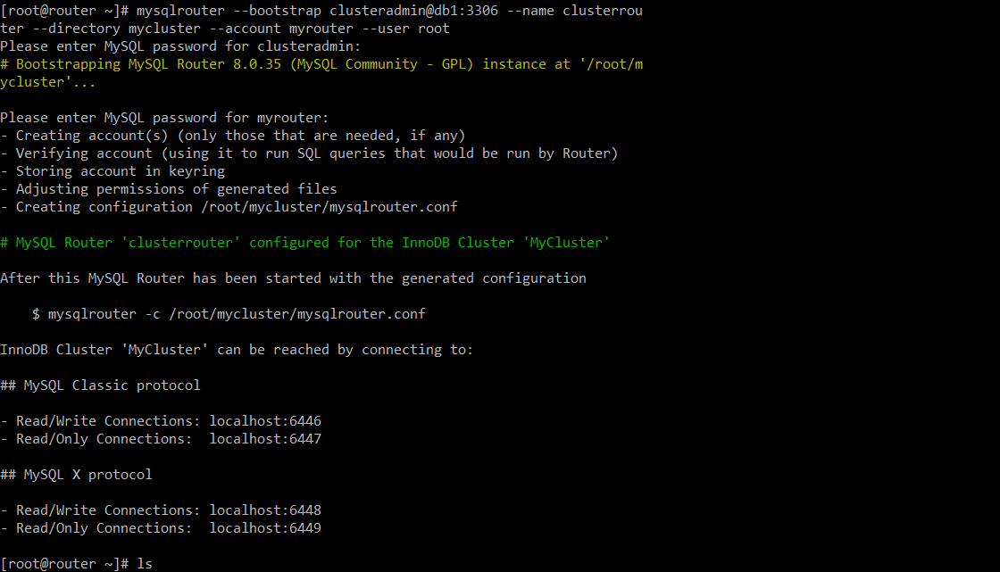 [root@router ~]# mysqlrouter --bootstrap clusteradmin@db1:3306 --name clusterrou
ter --directory mycluster --account myrouter --user root
Please enter MySQL password for clusteradmin:
# Bootstrapping MySQL Router 8.0.35 (MySQL Community - GPL) instance at '/root/m
ycluster'...
Please enter MySQL password for myrouter:
- Creating account(s) (only those that are needed, if any)
- Verifying account (using it to run SQL queries that would be run by Router)
- Storing account in keyring
- Adjusting permissions of generated files
- Creating configuration /root/mycluster/mysqlrouter.conf
# MySQL Router 'clusterrouter' configured for the InnoDB Cluster 'MyCluster'
After this MySQL Router has been started with the generated configuration
$ mysqlrouter -c /root/mycluster/mysqlrouter.conf
InnoDB Cluster 'MyCluster' can be reached by connecting to:
## MySQL Classic protocol
- Read/Write Connections: localhost:6446
- Read/Only Connections:  localhost:6447
## MySQL X protocol
- Read/Write Connections: localhost:6448
- Read/Only Connections:  localhost:6449
[root@router ~]# ls